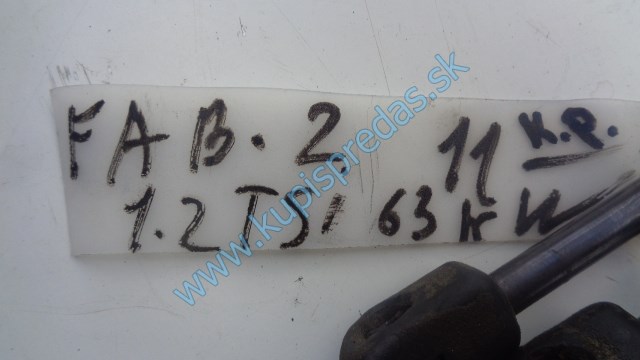 FAB. 2 11 K.P.
1.2 TSi 63 KW
www.kupispredas.sk